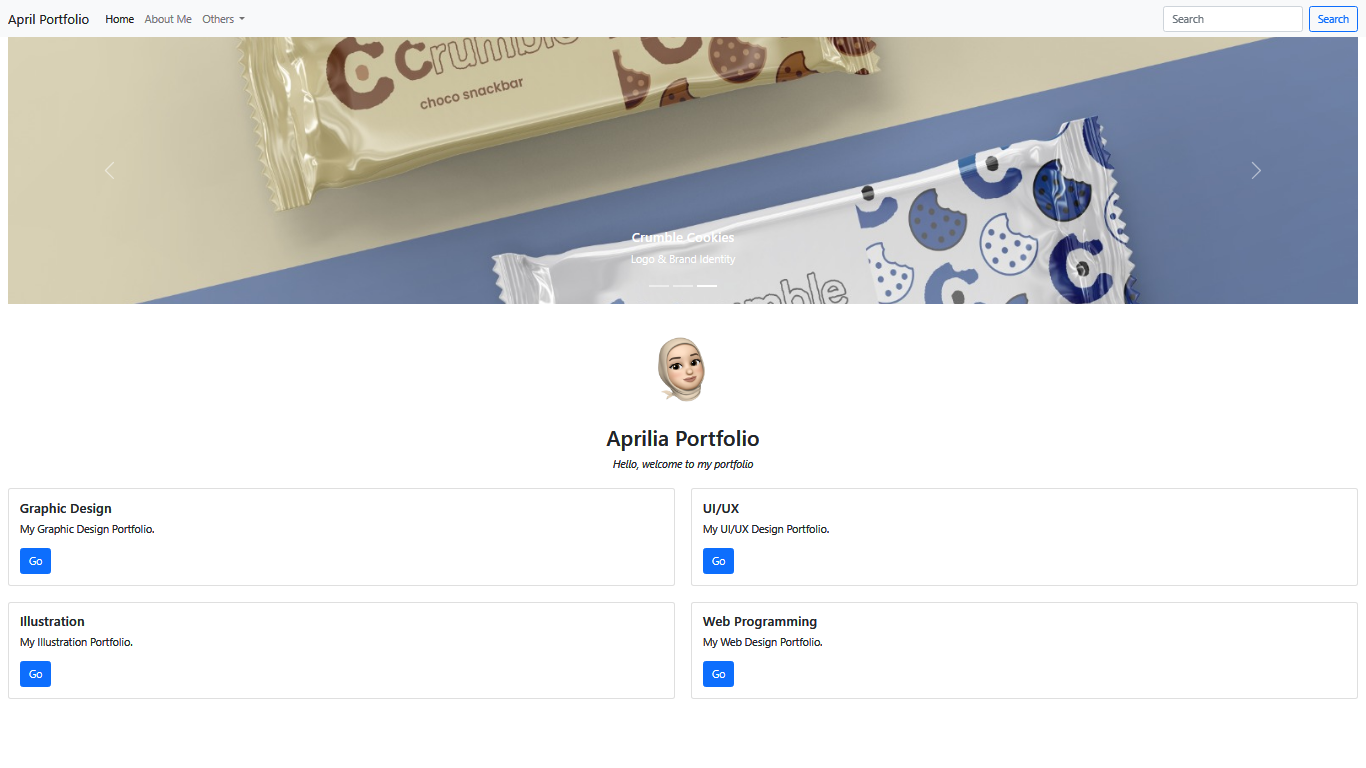 April Portfolio Home About Me Others Search Search
crumble
choco snackbar
Crumble Cookies
Logo & Brand Identity
Aprilia Portfolio
Hello, welcome to my portfolio
Graphic Design
My Graphic Design Portfolio.
Go
UI/UX
My UI/UX Design Portfolio.
Go
Illustration
My Illustration Portfolio.
Go
Web Programming
My Web Design Portfolio.
Go